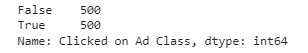 False    500
True     500
Name: Clicked on Ad Class, dtype: int64